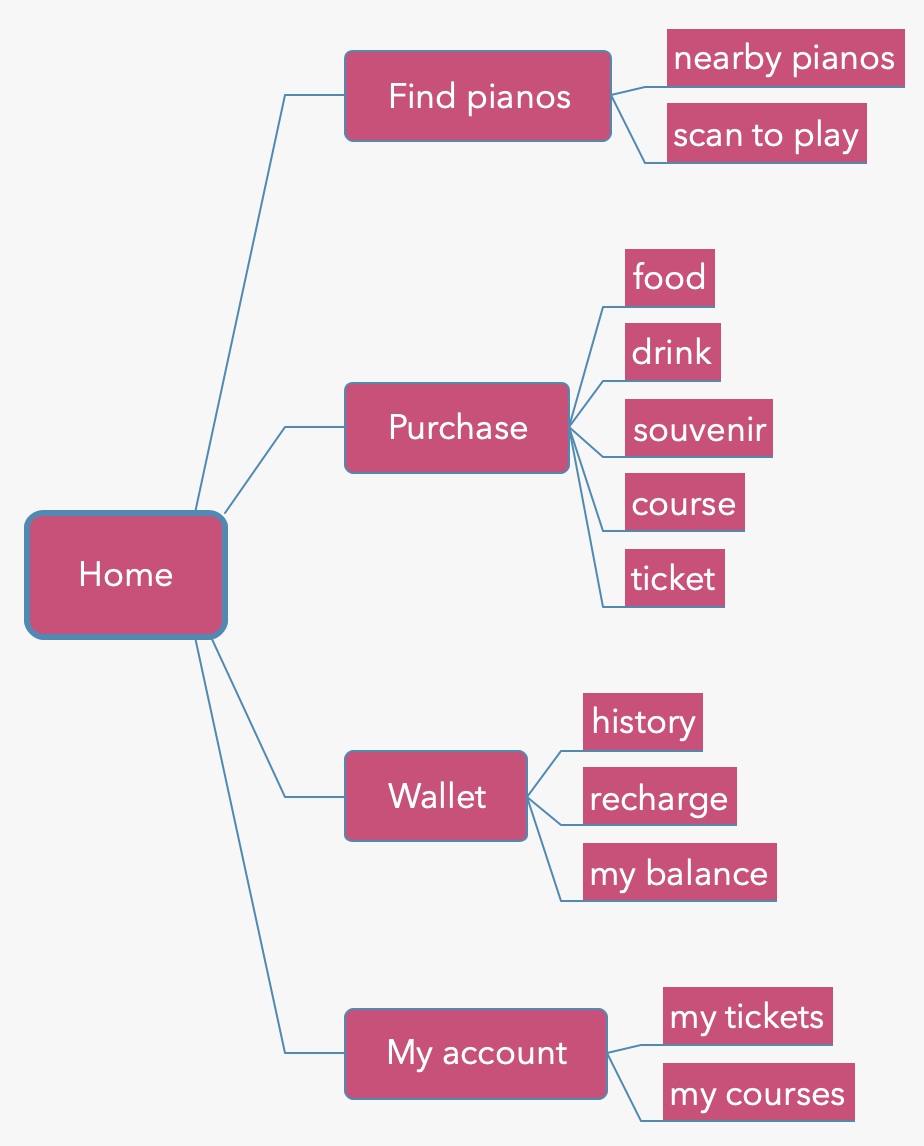 Home
Find pianos
nearby pianos
scan to play
Purchase
food
drink
souvenir
course
ticket
Wallet
history
recharge
my balance
My account
my tickets
my courses